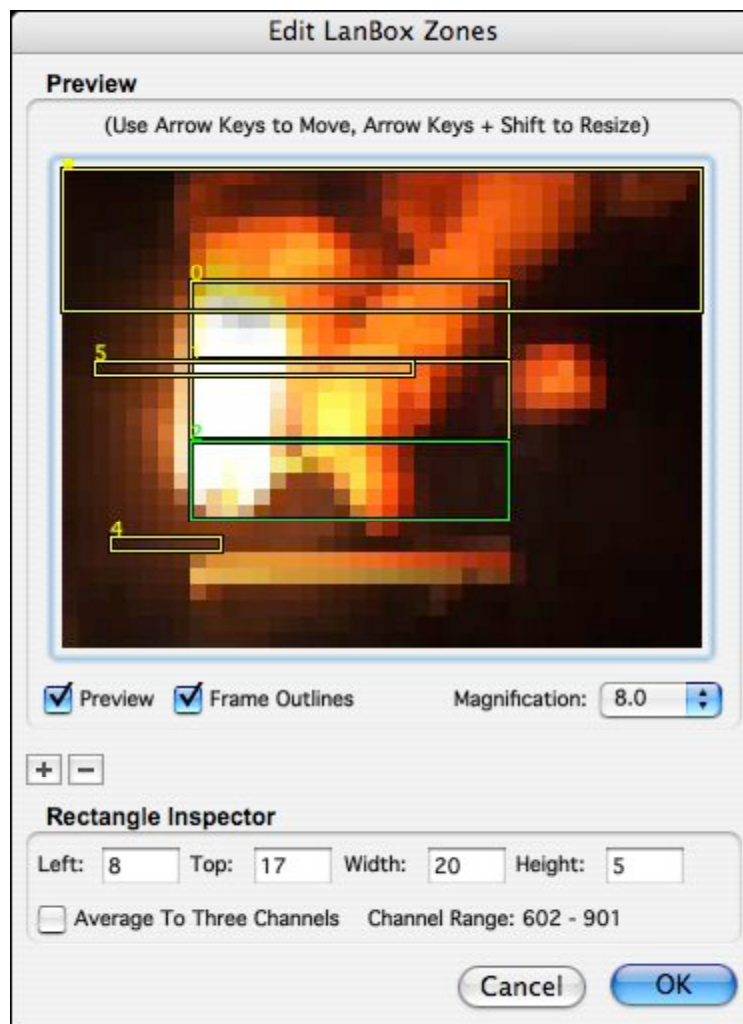 Edit LanBox Zones
Preview
(Use Arrow Keys to Move, Arrow Keys + Shift to Resize)
0
5
2
4
Preview Frame Outlines Magnification: 8.0
+ −
Rectangle Inspector
Left: 8 Top: 17 Width: 20 Height: 5
Average To Three Channels Channel Range: 602 - 901
Cancel OK